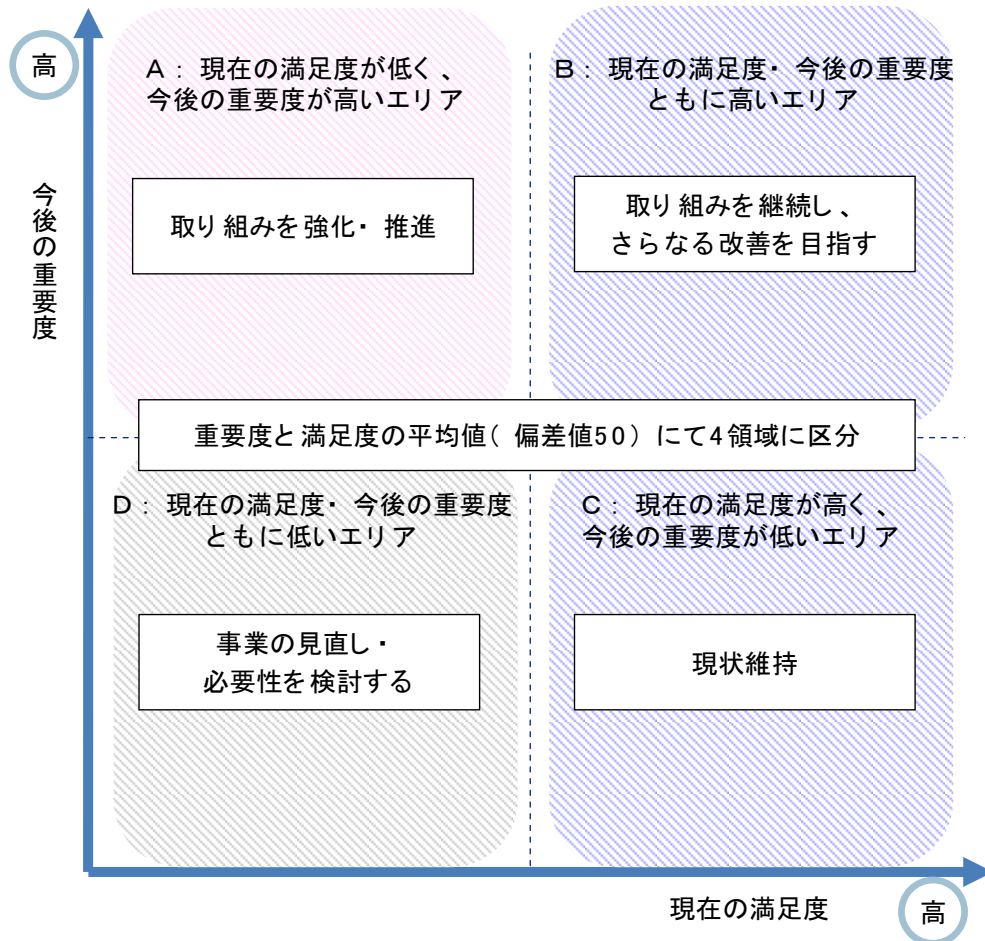 高
今後の重要度
A：現在の満足度が低く、
今後の重要度が高いエリア
取り組みを強化・推進
B：現在の満足度・今後の重要度
ともに高いエリア
取り組みを継続し、
さらなる改善を目指す
重要度と満足度の平均値（偏差値50）にて4領域に区分
D：現在の満足度・今後の重要度
ともに低いエリア
事業の見直し・
必要性を検討する
C：現在の満足度が高く、
今後の重要度が低いエリア
現状維持
現在の満足度
高